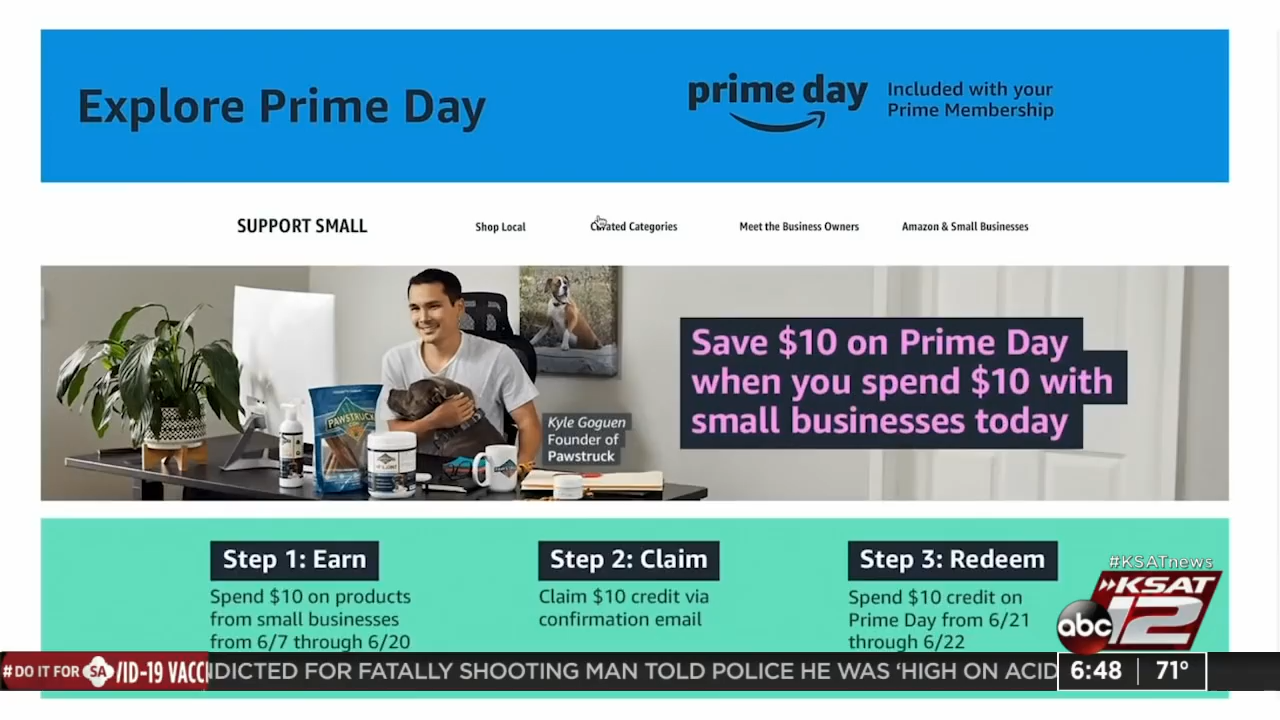 Explore Prime Day
prime day
Included with your
Prime Membership
SUPPORT SMALL
Shop Local
Curated Categories
Meet the Business Owners
Amazon & Small Businesses
PAWSTRUCK
Kyle Goguen
Founder of
Pawstruck
Save $10 on Prime Day
when you spend $10 with
small businesses today
Step 1: Earn
Spend $10 on products
from small businesses
from 6/7 through 6/20
Step 2: Claim
Claim $10 credit via
confirmation email
Step 3: Redeem
Spend $10 credit on
Prime Day from 6/21
through 6/22
#KSATnews
KSAT
abc 12
#DO IT FOR SA
/ID-19 VACC
NDICTED FOR FATALLY SHOOTING MAN TOLD POLICE HE WAS ‘HIGH ON ACID
6:48 71°